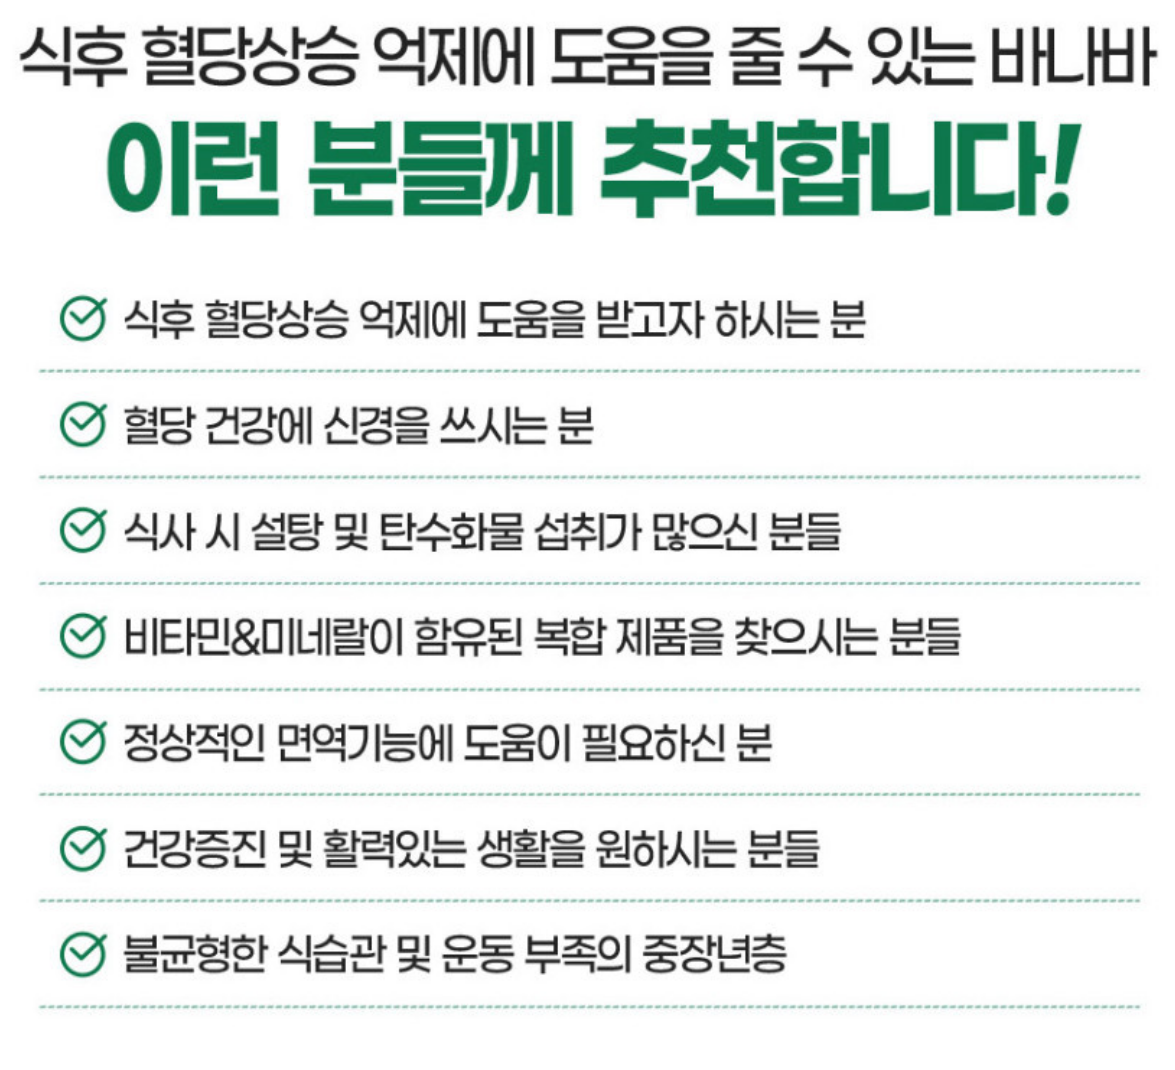 식후 혈당상승 억제에 도움을 줄 수 있는 바나바
이런 분들께 추천합니다!
식후 혈당상승 억제에 도움을 받고자 하시는 분
혈당 건강에 신경을 쓰시는 분
식사 시 설탕 및 탄수화물 섭취가 많으신 분들
비타민&미네랄이 함유된 복합 제품을 찾으시는 분들
정상적인 면역기능에 도움이 필요하신 분
건강증진 및 활력있는 생활을 원하시는 분들
불균형한 식습관 및 운동 부족의 중장년층